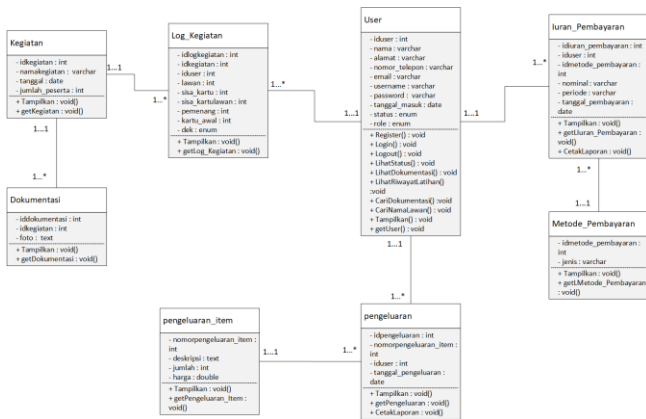 Kegiatan
- idkegiatan : int
- namakegiatan : varchar
- tanggal : date
- jumlah_peserta : int
+ Tampilkan : void()
+ getKegiatan : void()
1...1
1...*
Log_Kegiatan
- idlogkegiatan : int
- idkegiatan : int
- iduser : int
- lawan : int
- sisa_kartu : int
- sisa_kartulawan : int
- pemenang : int
- kartu_awal : int
- dek : enum
+ Tampilkan : void()
+ getLog_Kegiatan : void()
1...*
1...1
User
- iduser : int
- nama : varchar
- alamat : varchar
- nomor_telepon : varchar
- email : varchar
- username : varchar
- password : varchar
- tanggal_masuk : date
- status : enum
- role : enum
+ Register() : void
+ Login() : void
+ Logout() : void
+ LihatStatus() : void
+ LihatDokumentasi() : void
+ LihatRiwayatLatihan()
:void
+ CariDokumentasi() : void
+ CariNamaLawan() : void
+ Tampilkan() : void
+ getUser() : void
1...1
1...*
Iuran_Pembayaran
- idiuran_pembayaran : int
- iduser : int
- idmetode_pembayaran :
int
- nominal : varchar
- periode : varchar
- tanggal_pembayaran :
date
+ Tampilkan : void()
+ getIuran_Pembayaran :
void()
+ CetakLaporan : void()
1...*
1...1
Metode_Pembayaran
- idmetode_pembayaran :
int
- jenis : varchar
+ Tampilkan : void()
+ getLMetode_Pembayaran
: void()
1...1
1...*
Dokumentasi
- iddokumentasi : int
- idkegiatan : int
- foto : text
+ Tampilkan : void()
+ getDokumentasi : void()
1...1
1...*
pengeluaran_item
- nomorpengeluaran_item :
int
- deskripsi : text
- jumlah : int
- harga : double
+ Tampilkan : void()
+ getPengeluaran_Item :
void()
1...1
1...*
pengeluaran
- idpengeluaran : int
- nomorpengeluaran_item :
int
- iduser : int
- tanggal_pengeluaran :
date
+ Tampilkan : void()
+ getPengeluaran : void()
+ CetakLaporan : void()